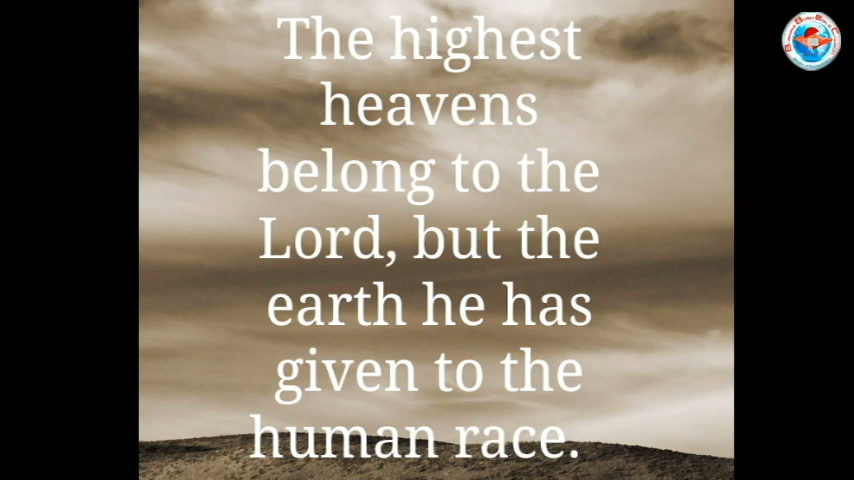 The highest
heavens
belong to the
Lord, but the
earth he has
given to the
human race.